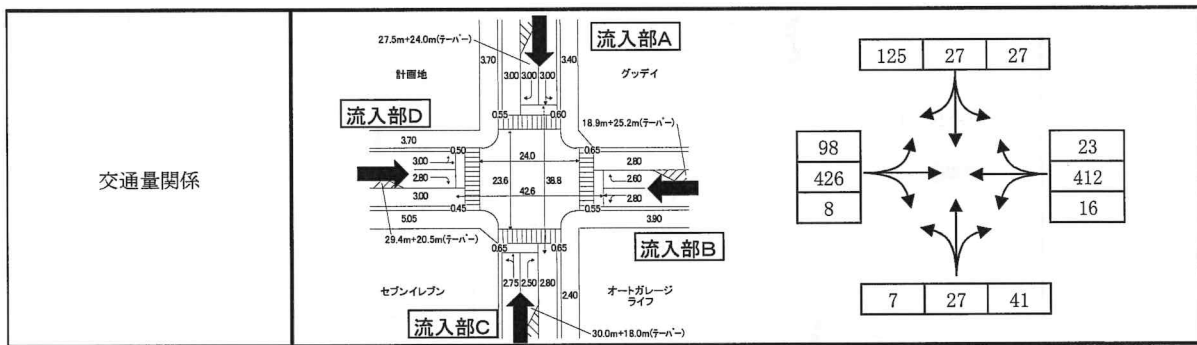 交通量関係
27.5m+24.0m(テーパー)
流入部A
3.70
3.40
計画地
3.00
3.00
3.00
グッデイ
流入部D
0.55
0.60
18.9m+25.2m(テーパー)
3.70
0.50
0.65
3.00
24.0
2.80
2.80
23.6
38.8
2.60
3.00
42.6
2.80
5.05
0.45
0.55
3.90
29.4m+20.5m(テーパー)
0.65
0.65
流入部B
セブンイレブン
2.75
2.50
2.80
2.40
オートガレージ
ライフ
流入部C
30.0m+18.0m(テーパー)
125 27 27
98
426
8
23
412
16
7 27 41